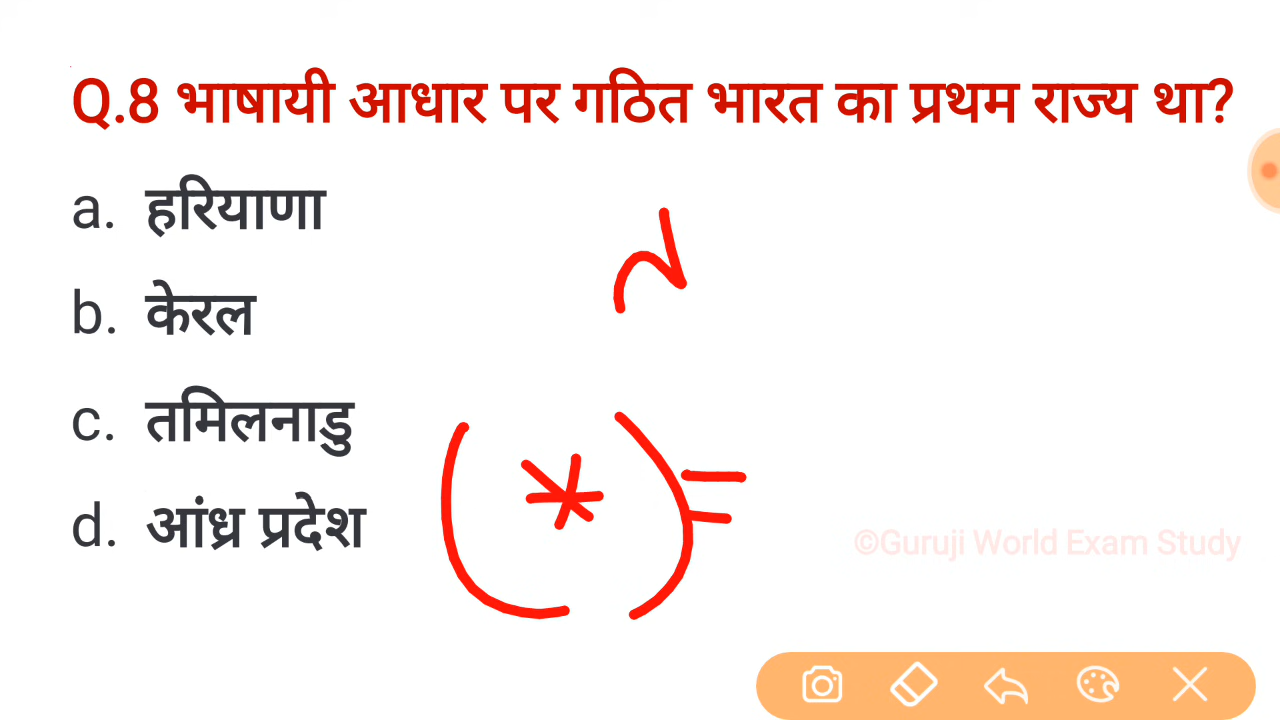 Q.8 भाषायी आधार पर गठित भारत का प्रथम राज्य था?
a. हरियाणा
b. केरल
c. तमिलनाडु
d. आंध्र प्रदेश
(*)=
©Guruji World Exam Study